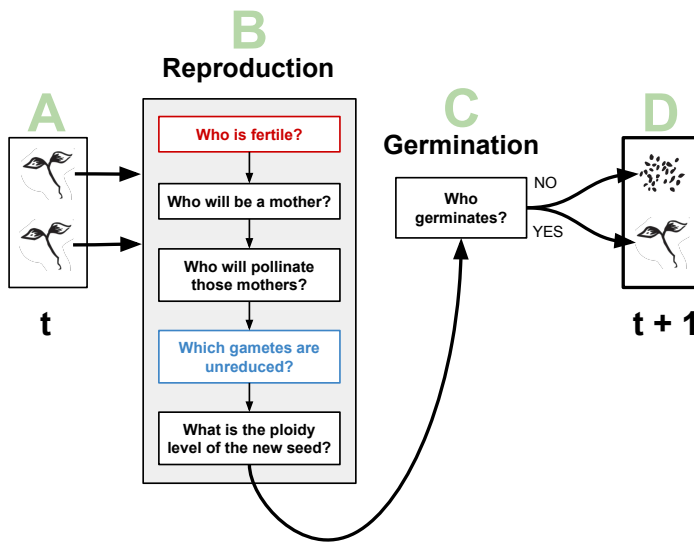 A
t
B
Reproduction
Who is fertile?
Who will be a mother?
Who will pollinate
those mothers?
Which gametes are
unreduced?
What is the ploidy
level of the new seed?
C
Germination
Who
germinates?
NO
YES
D
t + 1